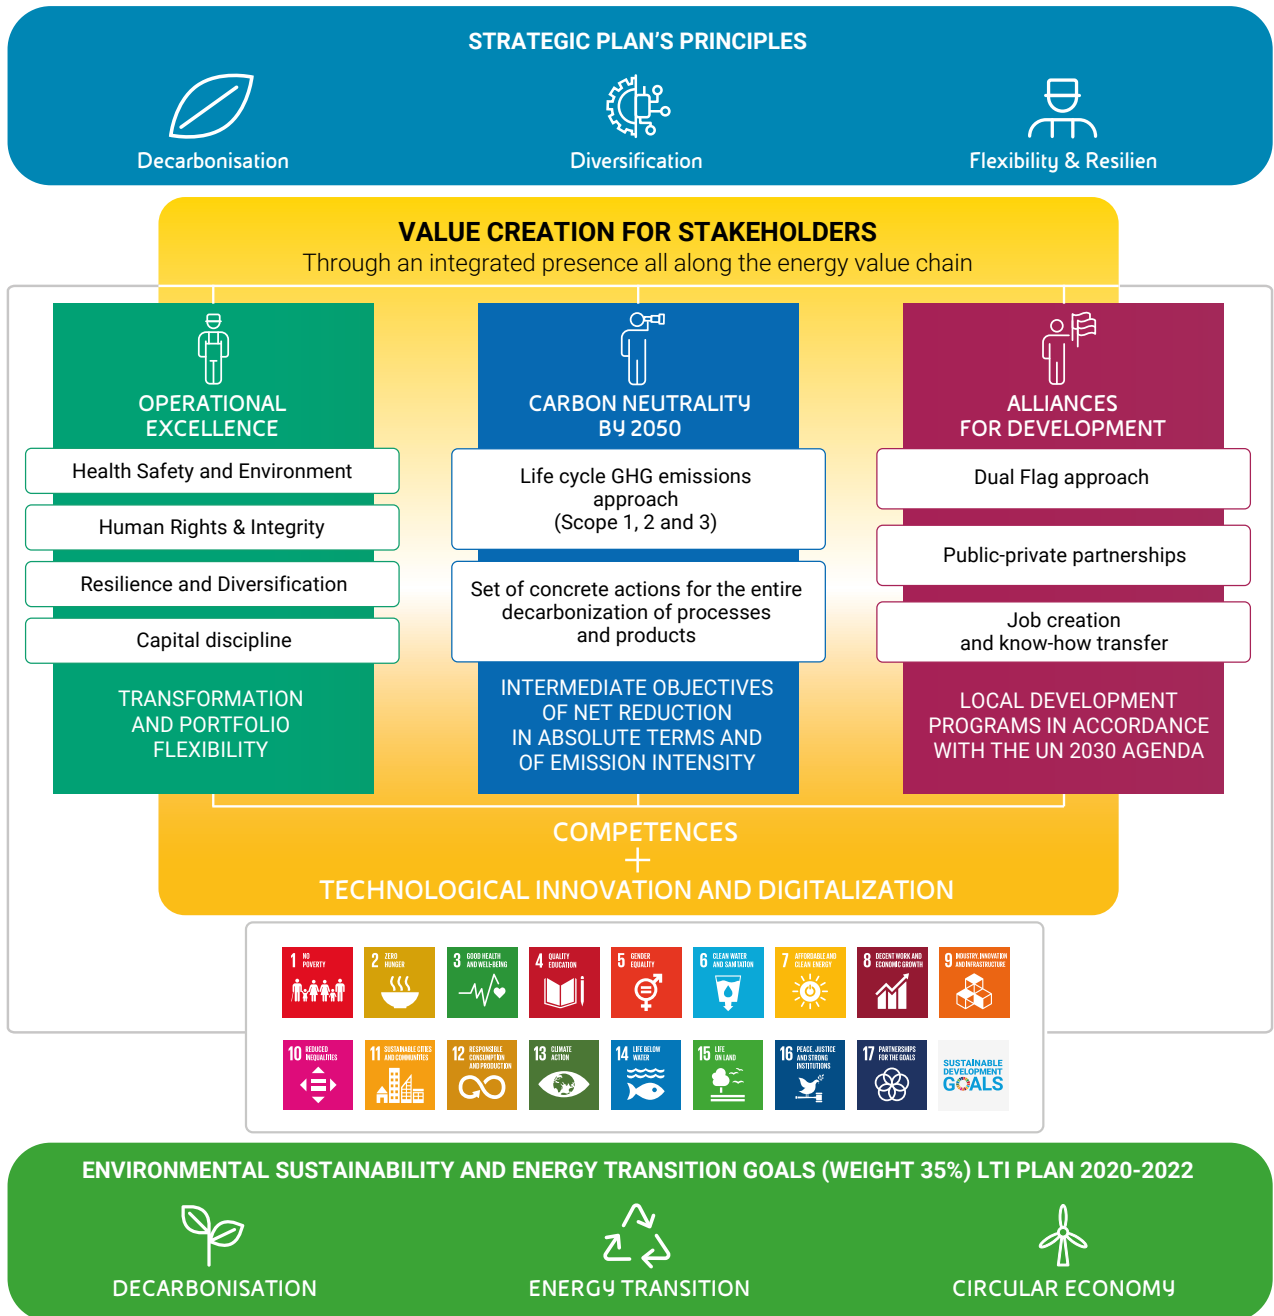 STRATEGIC PLAN'S PRINCIPLES
Decarbonisation
Diversification
Flexibility & Resilien
VALUE CREATION FOR STAKEHOLDERS
Through an integrated presence all along the energy value chain
OPERATIONAL
EXCELLENCE
Health Safety and Environment
Human Rights & Integrity
Resilience and Diversification
Capital discipline
TRANSFORMATION
AND PORTFOLIO
FLEXIBILITY
CARBON NEUTRALITY
BY 2050
Life cycle GHG emissions
approach
(Scope 1, 2 and 3)
Set of concrete actions for the entire
decarbonization of processes
and products
INTERMEDIATE OBJECTIVES
OF NET REDUCTION
IN ABSOLUTE TERMS AND
OF EMISSION INTENSITY
ALLIANCES
FOR DEVELOPMENT
Dual Flag approach
Public-private partnerships
Job creation
and know-how transfer
LOCAL DEVELOPMENT
PROGRAMS IN ACCORDANCE
WITH THE UN 2030 AGENDA
COMPETENCES
+
TECHNOLOGICAL INNOVATION AND DIGITALIZATION
1 NO
POVERTY
2 ZERO
HUNGER
3 GOOD HEALTH
AND WELL-BEING
4 QUALITY
EDUCATION
5 GENDER
EQUALITY
6 CLEAN WATER
AND SANITATION
7 AFFORDABLE AND
CLEAN ENERGY
8 DECENT WORK AND
ECONOMIC GROWTH
9 INDUSTRY, INNOVATION
AND INFRASTRUCTURE
10 REDUCED
INEQUALITIES
11 SUSTAINABLE CITIES
AND COMMUNITIES
12 RESPONSIBLE
CONSUMPTION
AND PRODUCTION
13 CLIMATE
ACTION
14 LIFE BELOW
WATER
15 LIFE
ON LAND
16 PEACE, JUSTICE
AND STRONG
INSTITUTIONS
17 PARTNERSHIPS
FOR THE GOALS
SUSTAINABLE
DEVELOPMENT
GOALS
ENVIRONMENTAL SUSTAINABILITY AND ENERGY TRANSITION GOALS (WEIGHT 35%) LTI PLAN 2020-2022
DECARBONISATION
ENERGY TRANSITION
CIRCULAR ECONOMY